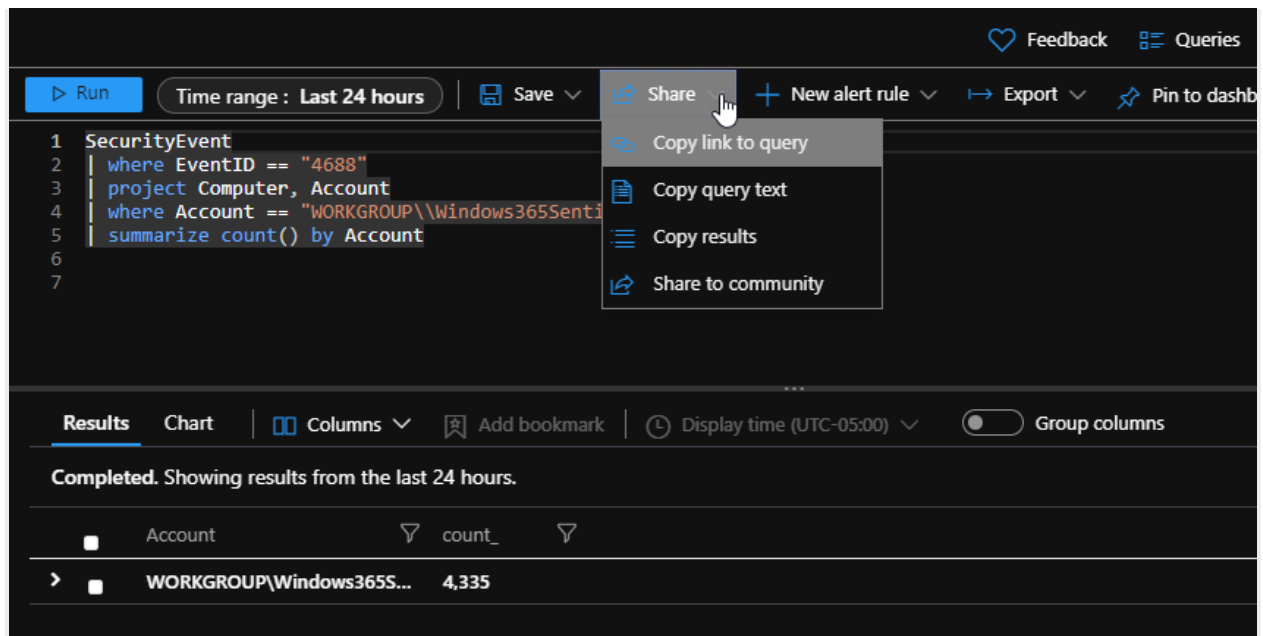 Feedback Queries
Run Time range : Last 24 hours Save Share New alert rule Export Pin to dashb
1 SecurityEvent
2 | where EventID == "4688"
3 | project Computer, Account
4 | where Account == "WORKGROUP\\Windows365Senti
5 | summarize count() by Account
6
7
Copy link to query
Copy query text
Copy results
Share to community
Results Chart Columns Add bookmark Display time (UTC-05:00) Group columns
Completed. Showing results from the last 24 hours.
Account count_
WORKGROUP\Windows365S... 4,335